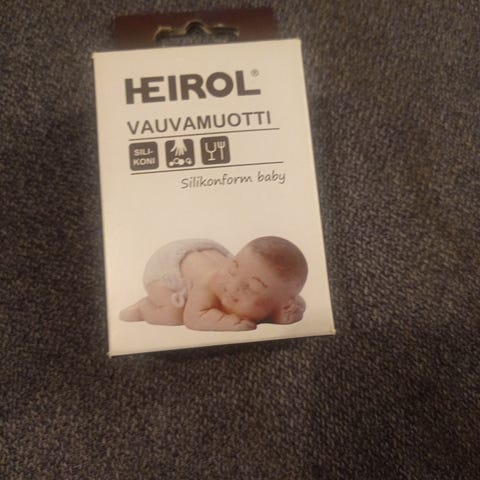 HEIROL®
VAUVAMUOTTI
SILI-
KONI
Silikonform baby